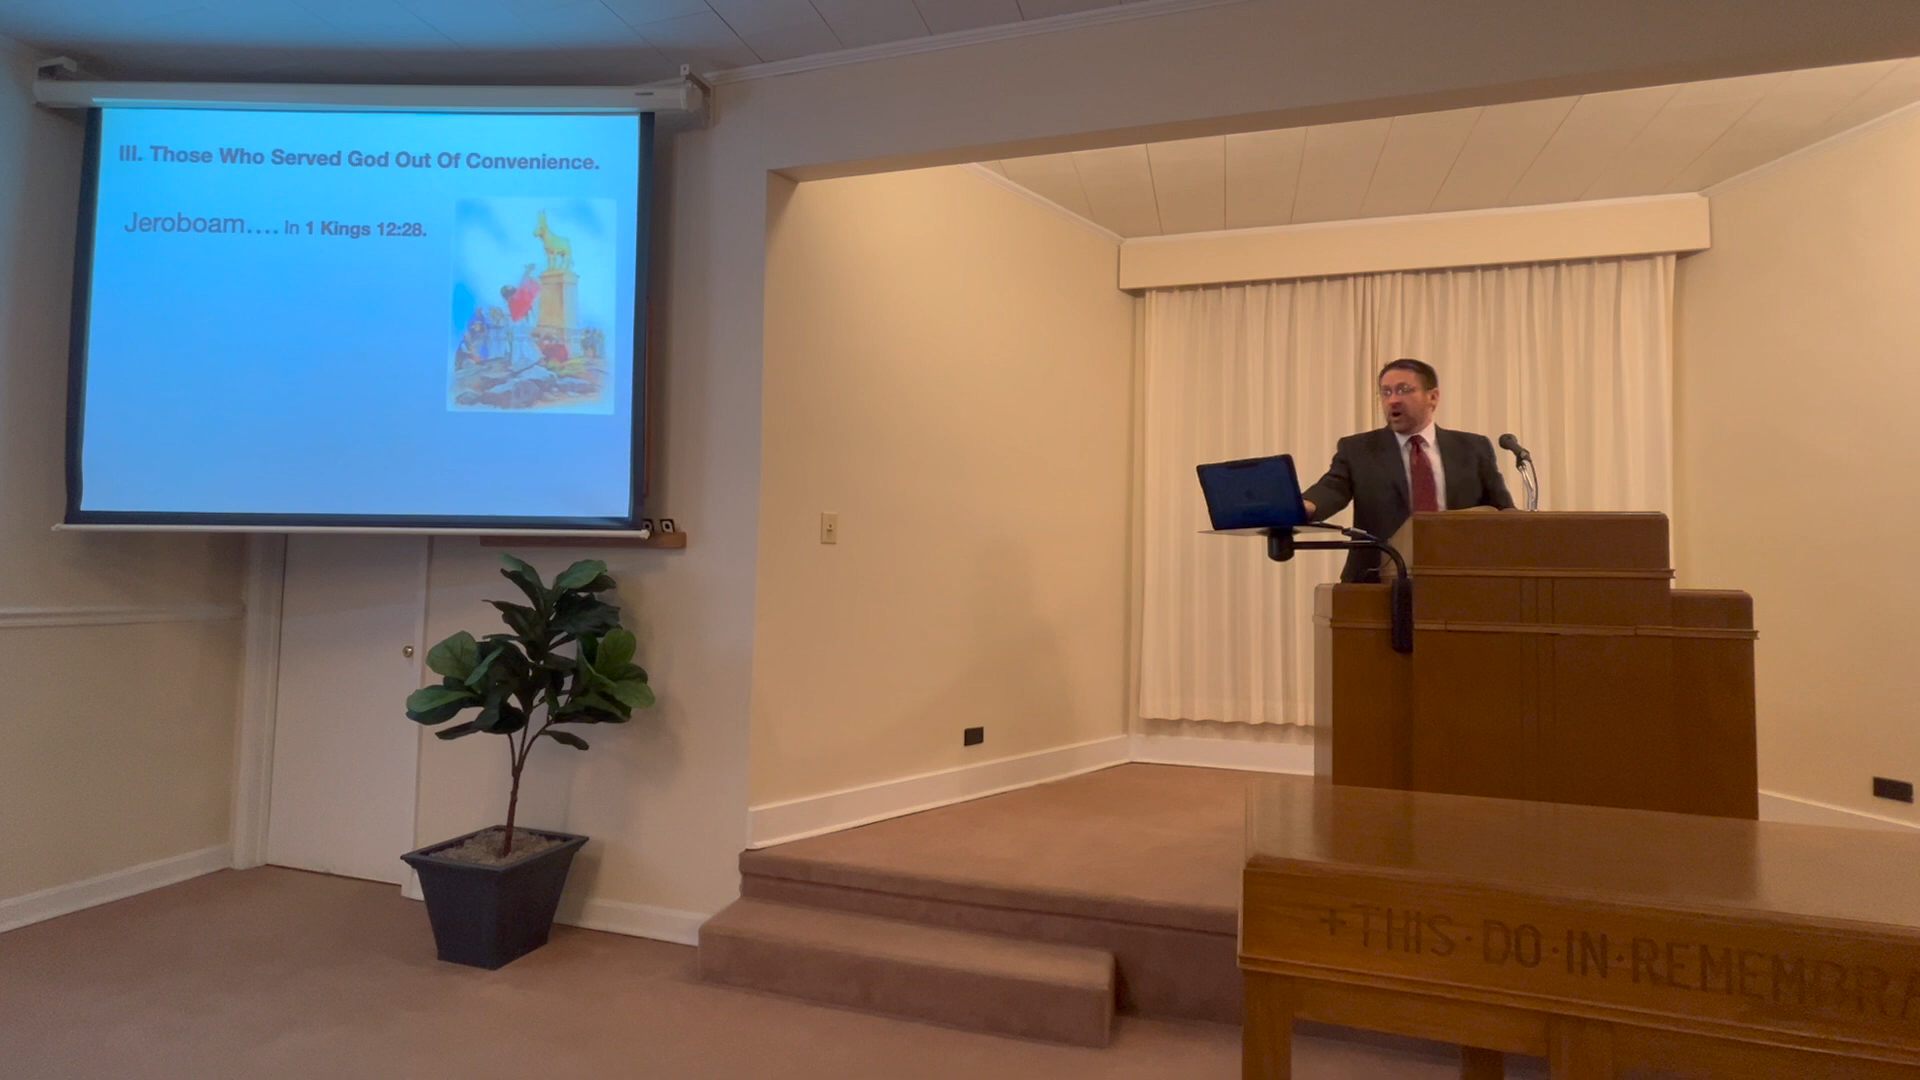 III. Those Who Served God Out Of Convenience.
Jeroboam.... in 1 Kings 12:28.
+THIS·DO·IN·REMEMBRA